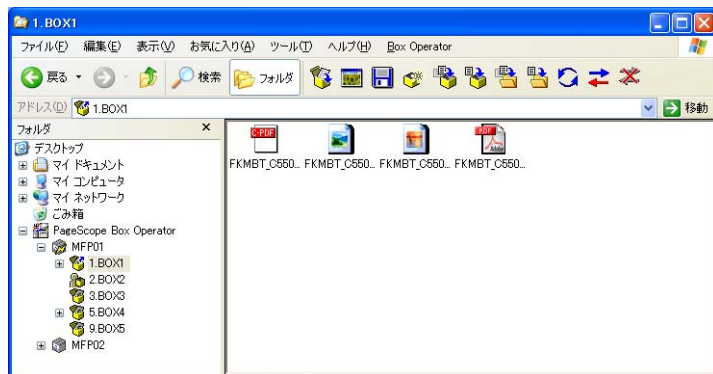 1.BOX1
ファイル(F) 編集(E) 表示(V) お気に入り(A) ツール(T) ヘルプ(H) Box Operator
戻る 検索 フォルダ
アドレス(D) 1.BOX1 移動
フォルダ ×
デスクトップ
マイ ドキュメント
マイ コンピュータ
マイ ネットワーク
ごみ箱
PageScope Box Operator
MFP01
1.BOX1
2.BOX2
3.BOX3
5.BOX4
9.BOX5
MFP02
C-PDF
PDF
Adobe
FKMBT_C550... FKMBT_C550... FKMBT_C550... FKMBT_C550...